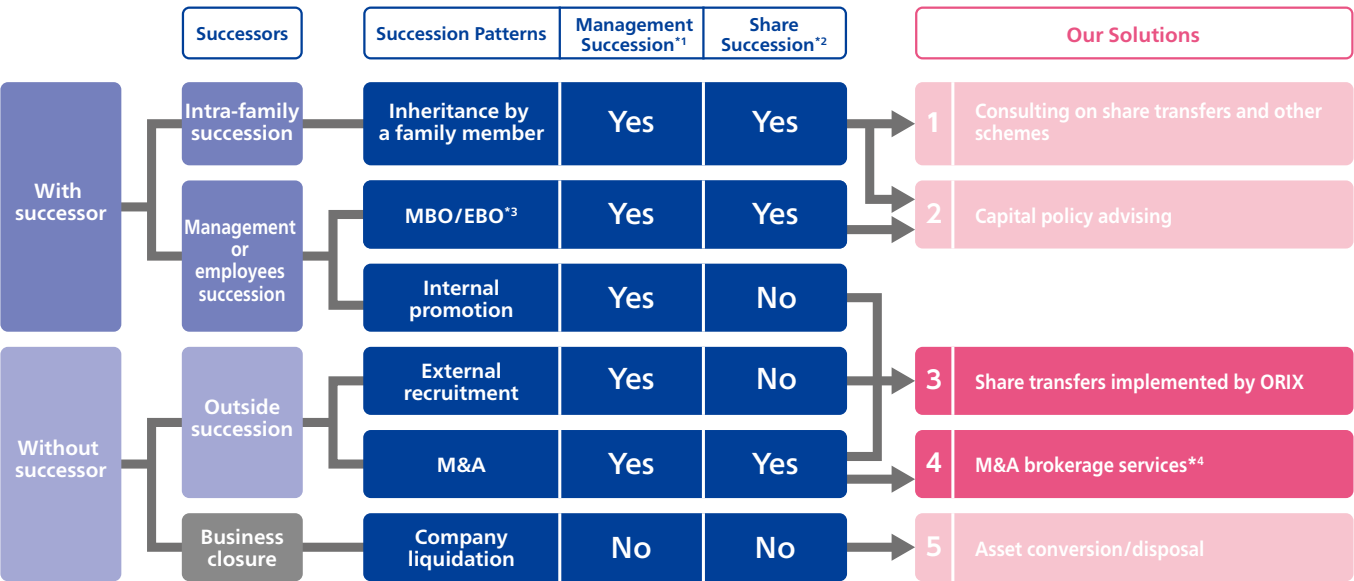 Successors
Succession Patterns
Management
Succession*1
Share
Succession*2
Our Solutions
With
successor
Intra-family
succession
Inheritance by
a family member
Yes
Yes
1
Consulting on share transfers and other
schemes
Management
or
employees
succession
MBO/EBO*3
Yes
Yes
2
Capital policy advising
Internal
promotion
Yes
No
Without
successor
Outside
succession
External
recruitment
Yes
No
3
Share transfers implemented by ORIX
M&A
Yes
Yes
4
M&A brokerage services*4
Business
closure
Company
liquidation
No
No
5
Asset conversion/disposal